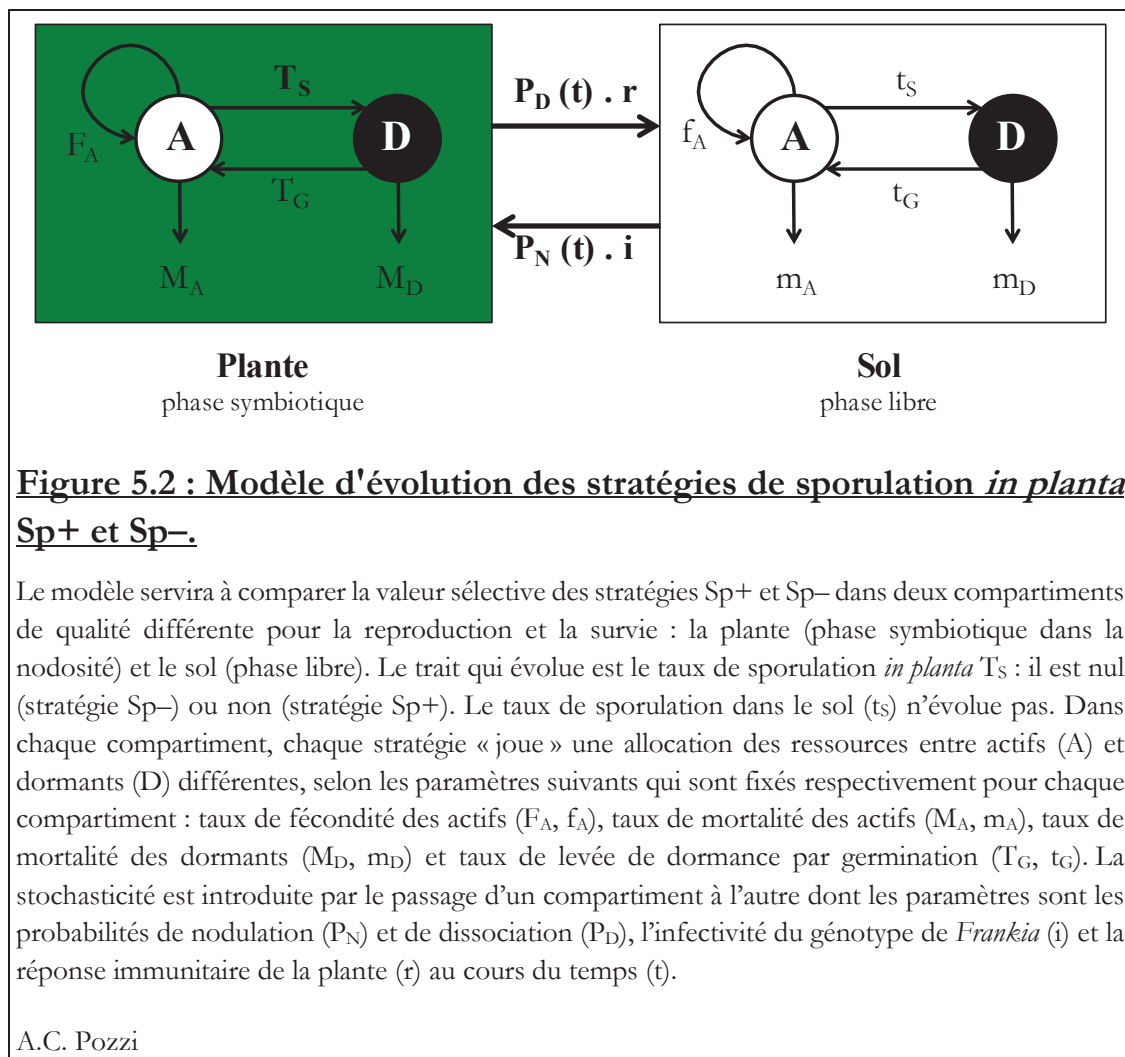 T_S
P_D (t) . r
t_S
F_A
A
D
f_A
A
D
T_G
t_G
P_N (t) . i
M_A
M_D
m_A
m_D
Plante
Sol
phase symbiotique
phase libre
Figure 5.2 : Modèle d'évolution des stratégies de sporulation in planta
Sp+ et Sp–.
Le modèle servira à comparer la valeur sélective des stratégies Sp+ et Sp– dans deux compartiments
de qualité différente pour la reproduction et la survie : la plante (phase symbiotique dans la
nodosité) et le sol (phase libre). Le trait qui évolue est le taux de sporulation in planta T_S : il est nul
(stratégie Sp–) ou non (stratégie Sp+). Le taux de sporulation dans le sol (t_S) n’évolue pas. Dans
chaque compartiment, chaque stratégie « joue » une allocation des ressources entre actifs (A) et
dormants (D) différentes, selon les paramètres suivants qui sont fixés respectivement pour chaque
compartiment : taux de fécondité des actifs (F_A, f_A), taux de mortalité des actifs (M_A, m_A), taux de
mortalité des dormants (M_D, m_D) et taux de levée de dormance par germination (T_G, t_G). La
stochasticité est introduite par le passage d’un compartiment à l’autre dont les paramètres sont les
probabilités de nodulation (P_N) et de dissociation (P_D), l’infectivité du génotype de Frankia (i) et la
réponse immunitaire de la plante (r) au cours du temps (t).
A.C. Pozzi